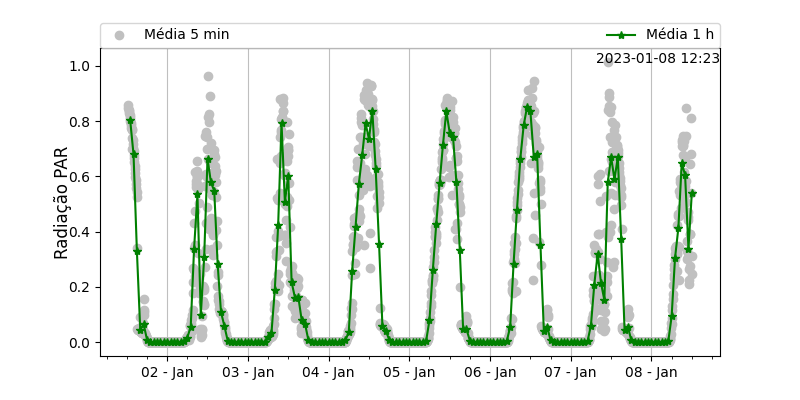 Média 5 min
Média 1 h
2023-01-08 12:23
Radiação PAR
1.0
0.8
0.6
0.4
0.2
0.0
02 - Jan
03 - Jan
04 - Jan
05 - Jan
06 - Jan
07 - Jan
08 - Jan